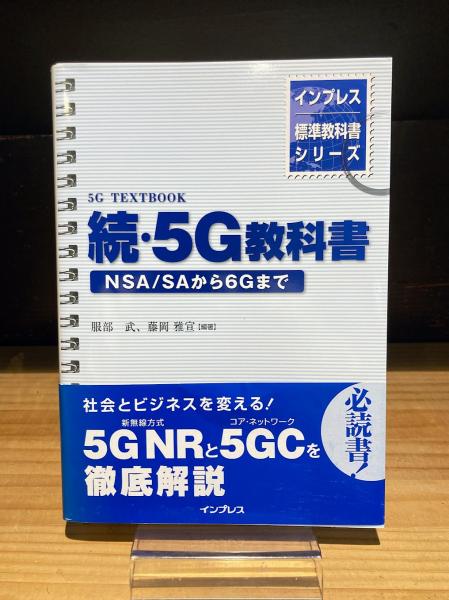 インプレス
標準教科書
シリーズ
5G TEXTBOOK
続・5G教科書
NSA/SAから6Gまで
服部 武、藤岡 雅宣【編著】
社会とビジネスを変える!
新無線方式 コア・ネットワーク
5G NRと5GCを
徹底解説
必読書!
インプレス